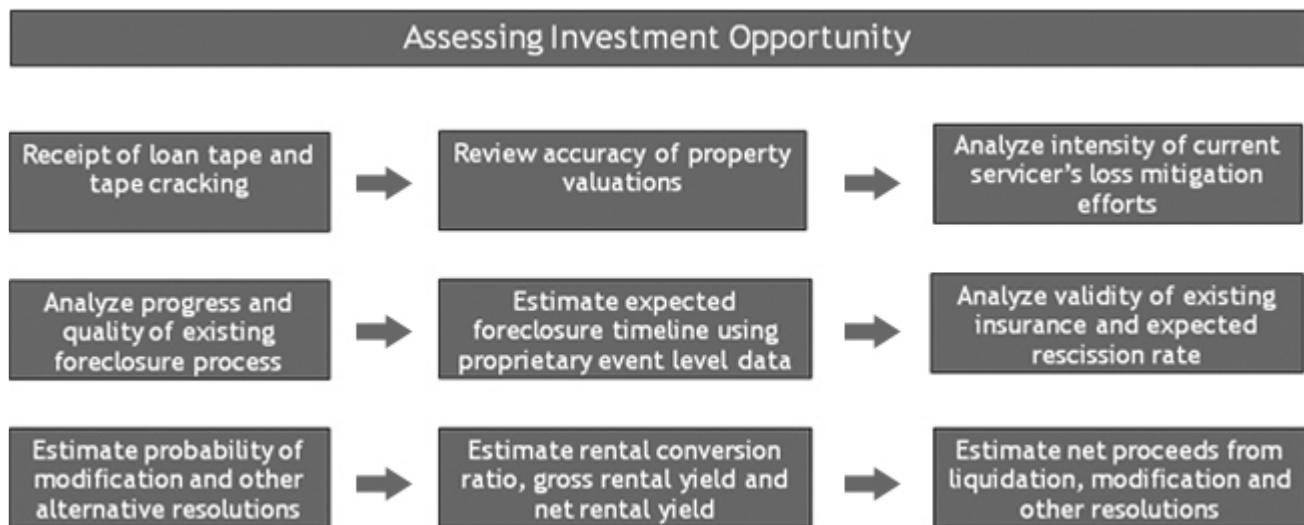 Assessing Investment Opportunity
Receipt of loan tape and
tape cracking
Review accuracy of property
valuations
Analyze intensity of current
servicer's loss mitigation
efforts
Analyze progress and
quality of existing
foreclosure process
Estimate expected
foreclosure timeline using
proprietary event level data
Analyze validity of existing
insurance and expected
rescission rate
Estimate probability of
modification and other
alternative resolutions
Estimate rental conversion
ratio, gross rental yield and
net rental yield
Estimate net proceeds from
liquidation, modification and
other resolutions